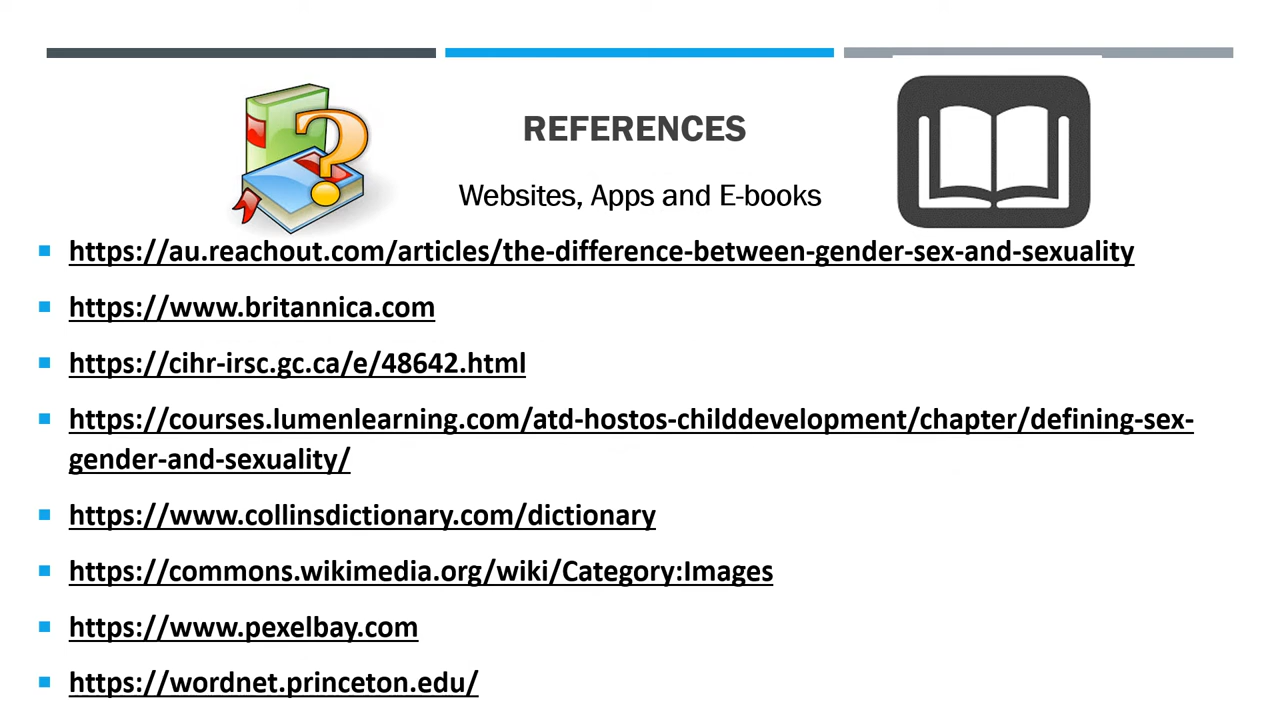 REFERENCES
Websites, Apps and E-books
https://au.reachout.com/articles/the-difference-between-gender-sex-and-sexuality
https://www.britannica.com
https://cihr-irsc.gc.ca/e/48642.html
https://courses.lumenlearning.com/atd-hostos-childdevelopment/chapter/defining-sex-
gender-and-sexuality/
https://www.collinsdictionary.com/dictionary
https://commons.wikimedia.org/wiki/Category:Images
https://www.pexelbay.com
https://wordnet.princeton.edu/